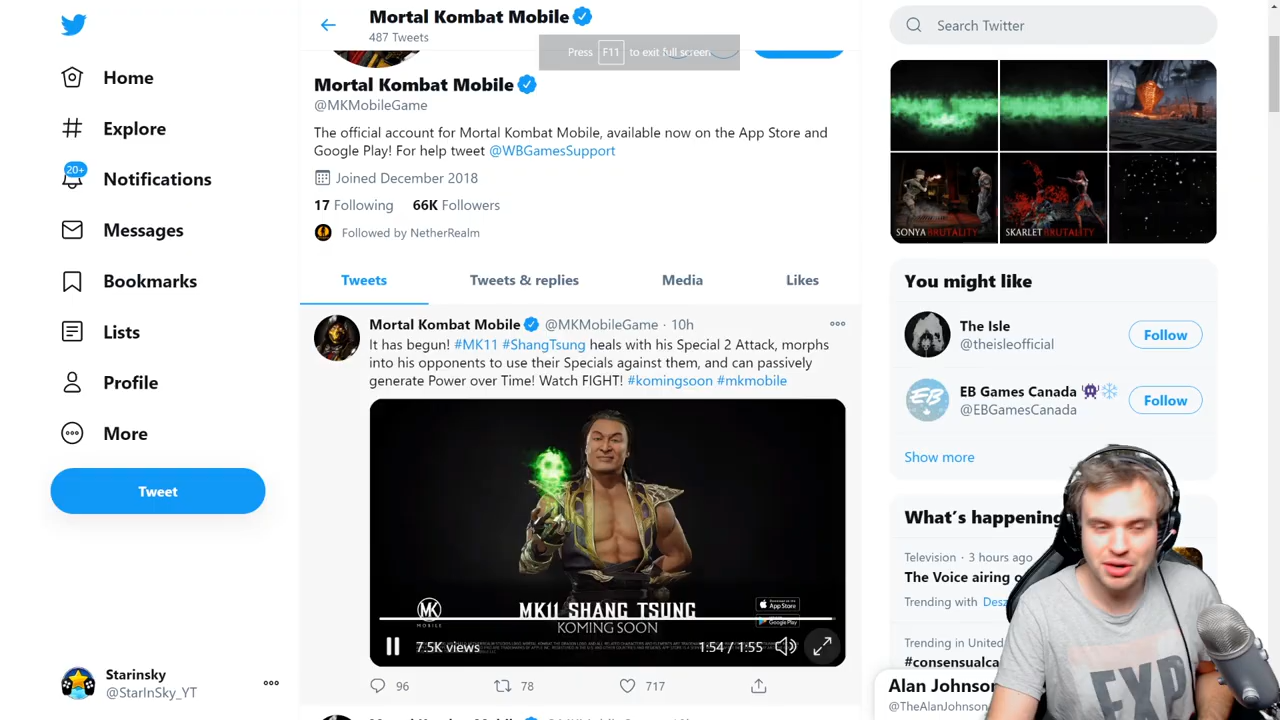 Home
Explore
20+
Notifications
Messages
Bookmarks
Lists
Profile
More
Tweet
Starinsky
@StarInSky_YT
Mortal Kombat Mobile
487 Tweets
Press F11 to exit full screen
Mortal Kombat Mobile
@MKMobileGame
The official account for Mortal Kombat Mobile, available now on the App Store and
Google Play! For help tweet @WBGamesSupport
Joined December 2018
17 Following 66K Followers
Followed by NetherRealm
Tweets Tweets & replies Media Likes
Mortal Kombat Mobile @MKMobileGame · 10h
It has begun! #MK11 #ShangTsung heals with his Special 2 Attack, morphs
into his opponents to use their Specials against them, and can passively
generate Power over Time! Watch FIGHT! #komingsoon #mkmobile
MK
MOBILE
MK11 SHANG TSUNG
KOMING SOON
App Store
Google Play
7.5K views
1:54 / 1:55
96 78 717
Search Twitter
SONYA BRUTALITY
SKARLET BRUTALITY
You might like
The Isle
@theisleofficial
Follow
EB Games Canada
@EBGamesCanada
Follow
Show more
What's happening
Television · 3 hours ago
The Voice airing
Trending with
Trending in United
Alan Johnson
@TheAlanJohnson
EXP